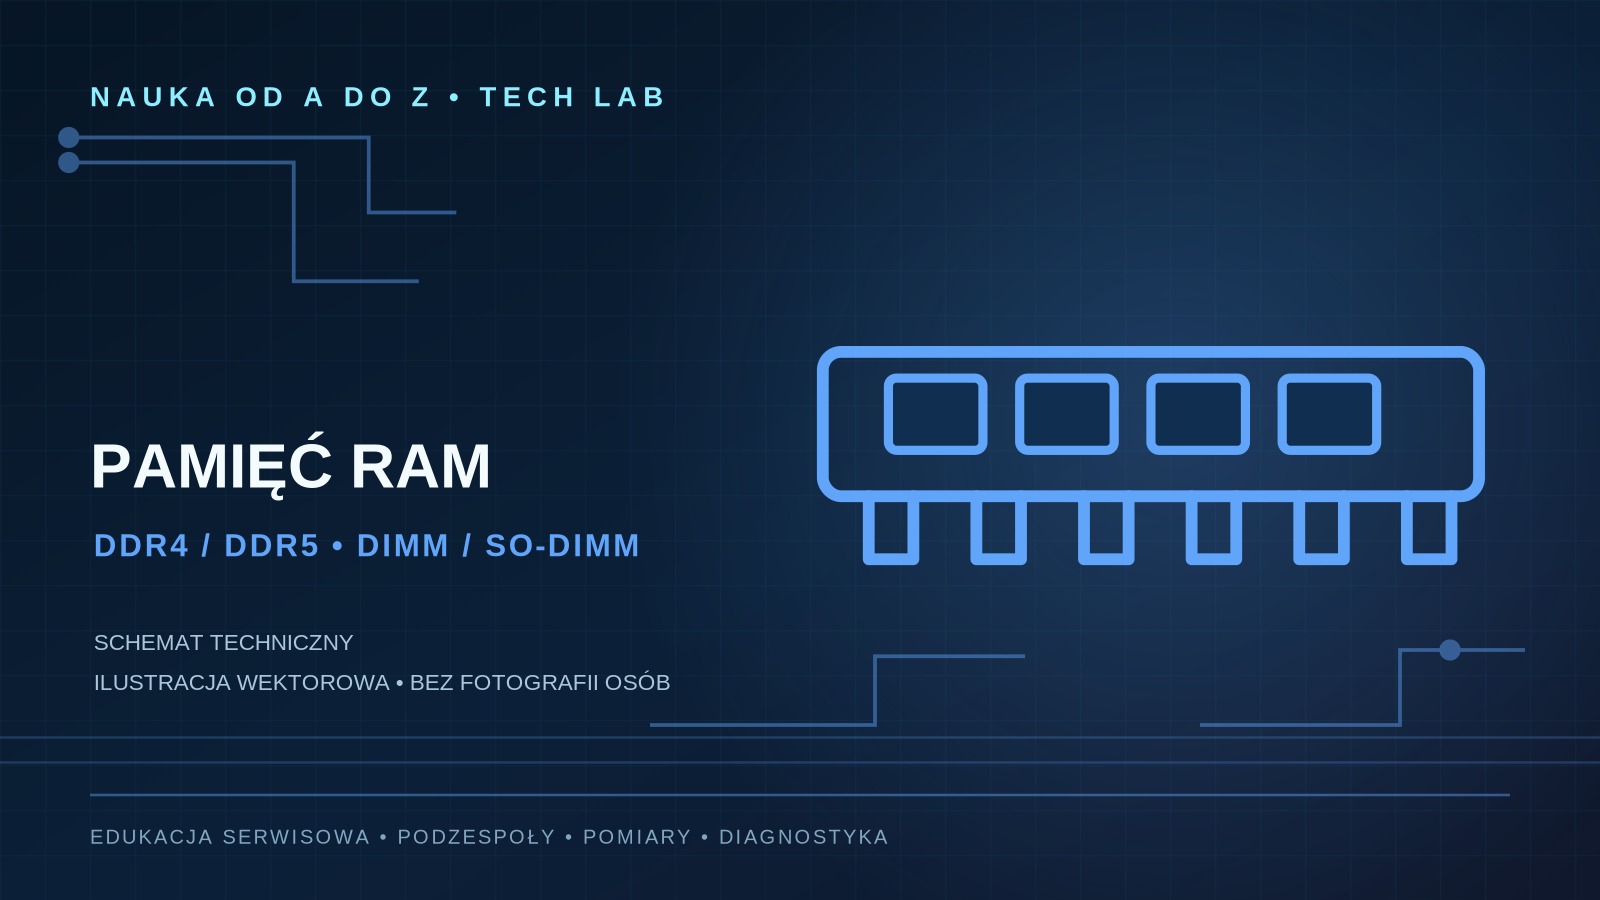 NAUKA OD A DO Z • TECH LAB
PAMIĘĆ RAM
DDR4 / DDR5 • DIMM / SO-DIMM
SCHEMAT TECHNICZNY
ILUSTRACJA WEKTOROWA • BEZ FOTOGRAFII OSÓB
EDUKACJA SERWISOWA • PODZESPOŁY • POMIARY • DIAGNOSTYKA